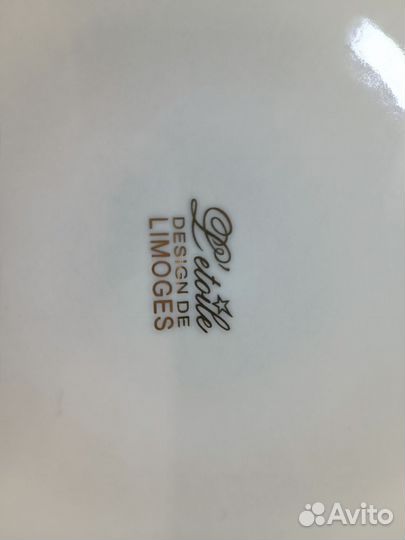 L'etoile
DESIGN DE
LIMOGES
Avito